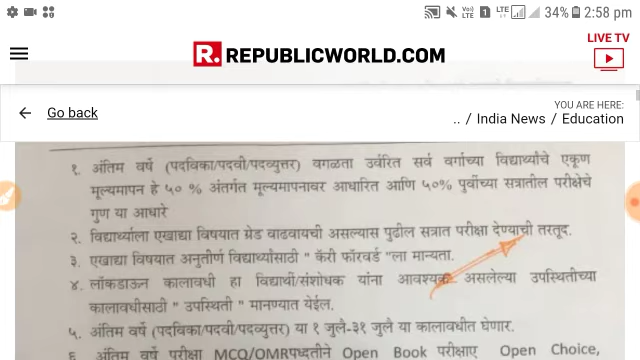 34% 2:58 pm
R. REPUBLICWORLD.COM
LIVE TV
Go back
YOU ARE HERE:
.. / India News / Education
१. अंतिम वर्षे (पदविका/पदवी/पदव्युत्तर) वगळता उर्वरित सर्व वर्गाच्या विद्यार्थ्यांचे एकूण
मूल्यमापन हे ५० % अंतर्गत मूल्यमापनावर आधारित आणि ५०% पुर्वीच्या सत्रातील परीक्षेचे
गुण या आधारे
२. विद्यार्थ्याला एखाद्या विषयात ग्रेड वाढवायची असल्यास पुढील सत्रात परीक्षा देण्याची तरतूद.
३. एखाद्या विषयात अनुतीर्ण विद्यार्थ्यांसाठी " कॅरी फॉरवर्ड "ला मान्यता.
४. लॉकडाऊन कालावधी हा विद्यार्थी/संशोधक यांना आवश्यक असलेल्या उपस्थितीच्या
कालावधीसाठी " उपस्थिती " मानण्यात येईल.
५. अंतिम वर्षे (पदविका/पदवी/पदव्युत्तर) या १ जुलै-३१ जुलै या कालावधीत घेणार.
६ अंतिम वर्षे परीक्षा MCQ/OMRपध्दतीने Open Book परीक्षाए Open Choice,